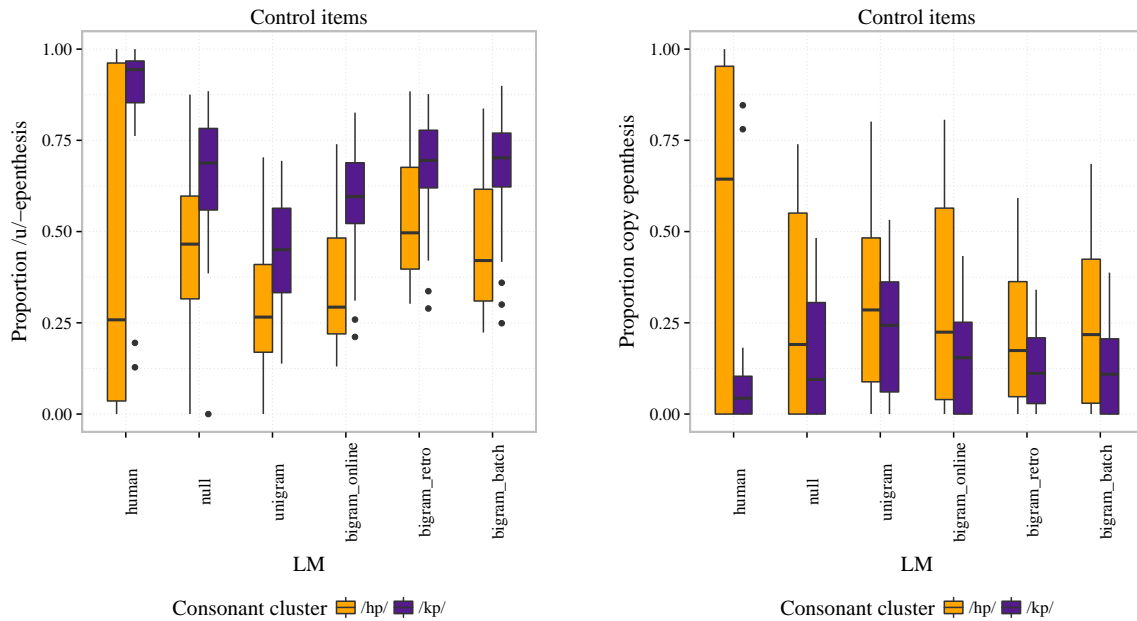 Control items
Proportion /u/−epenthesis
1.00
0.75
0.50
0.25
0.00
human
null
unigram
bigram_online
bigram_retro
bigram_batch
LM
Consonant cluster /hp/ /kp/
Control items
Proportion copy epenthesis
1.00
0.75
0.50
0.25
0.00
human
null
unigram
bigram_online
bigram_retro
bigram_batch
LM
Consonant cluster /hp/ /kp/